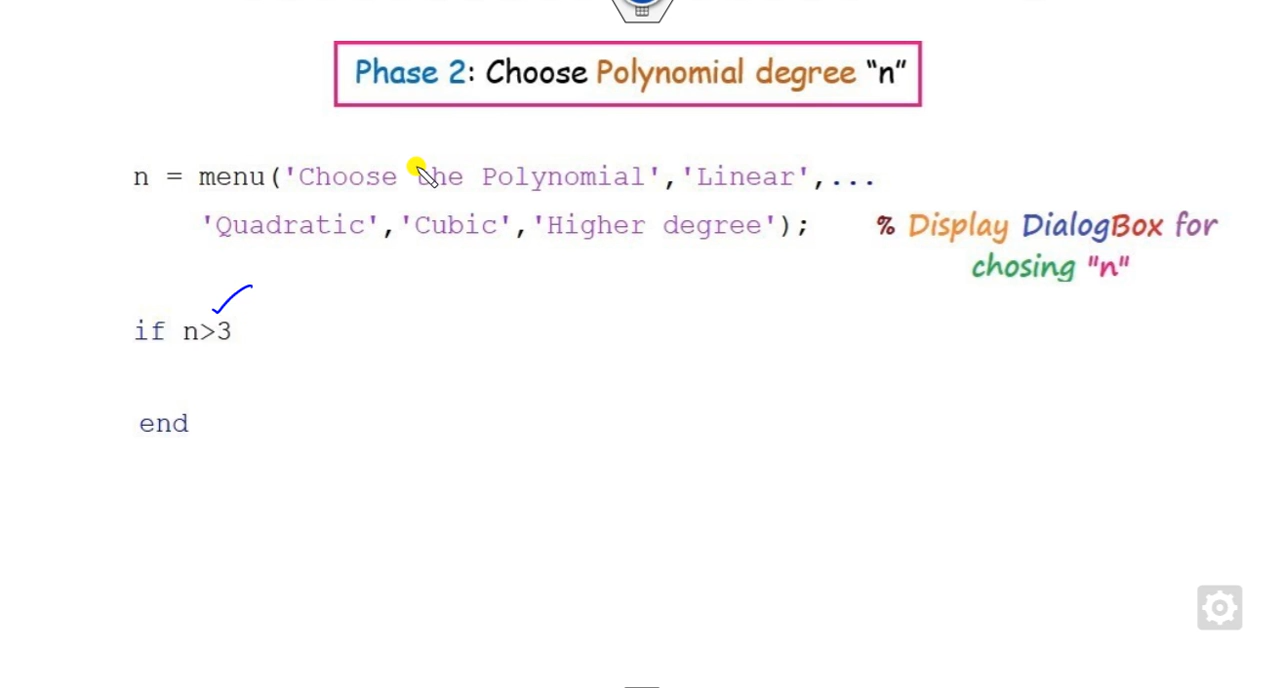 Phase 2: Choose Polynomial degree “n”
n = menu('Choose the Polynomial','Linear',...
'Quadratic','Cubic','Higher degree'); % Display DialogBox for
chosing "n"
if n>3
end